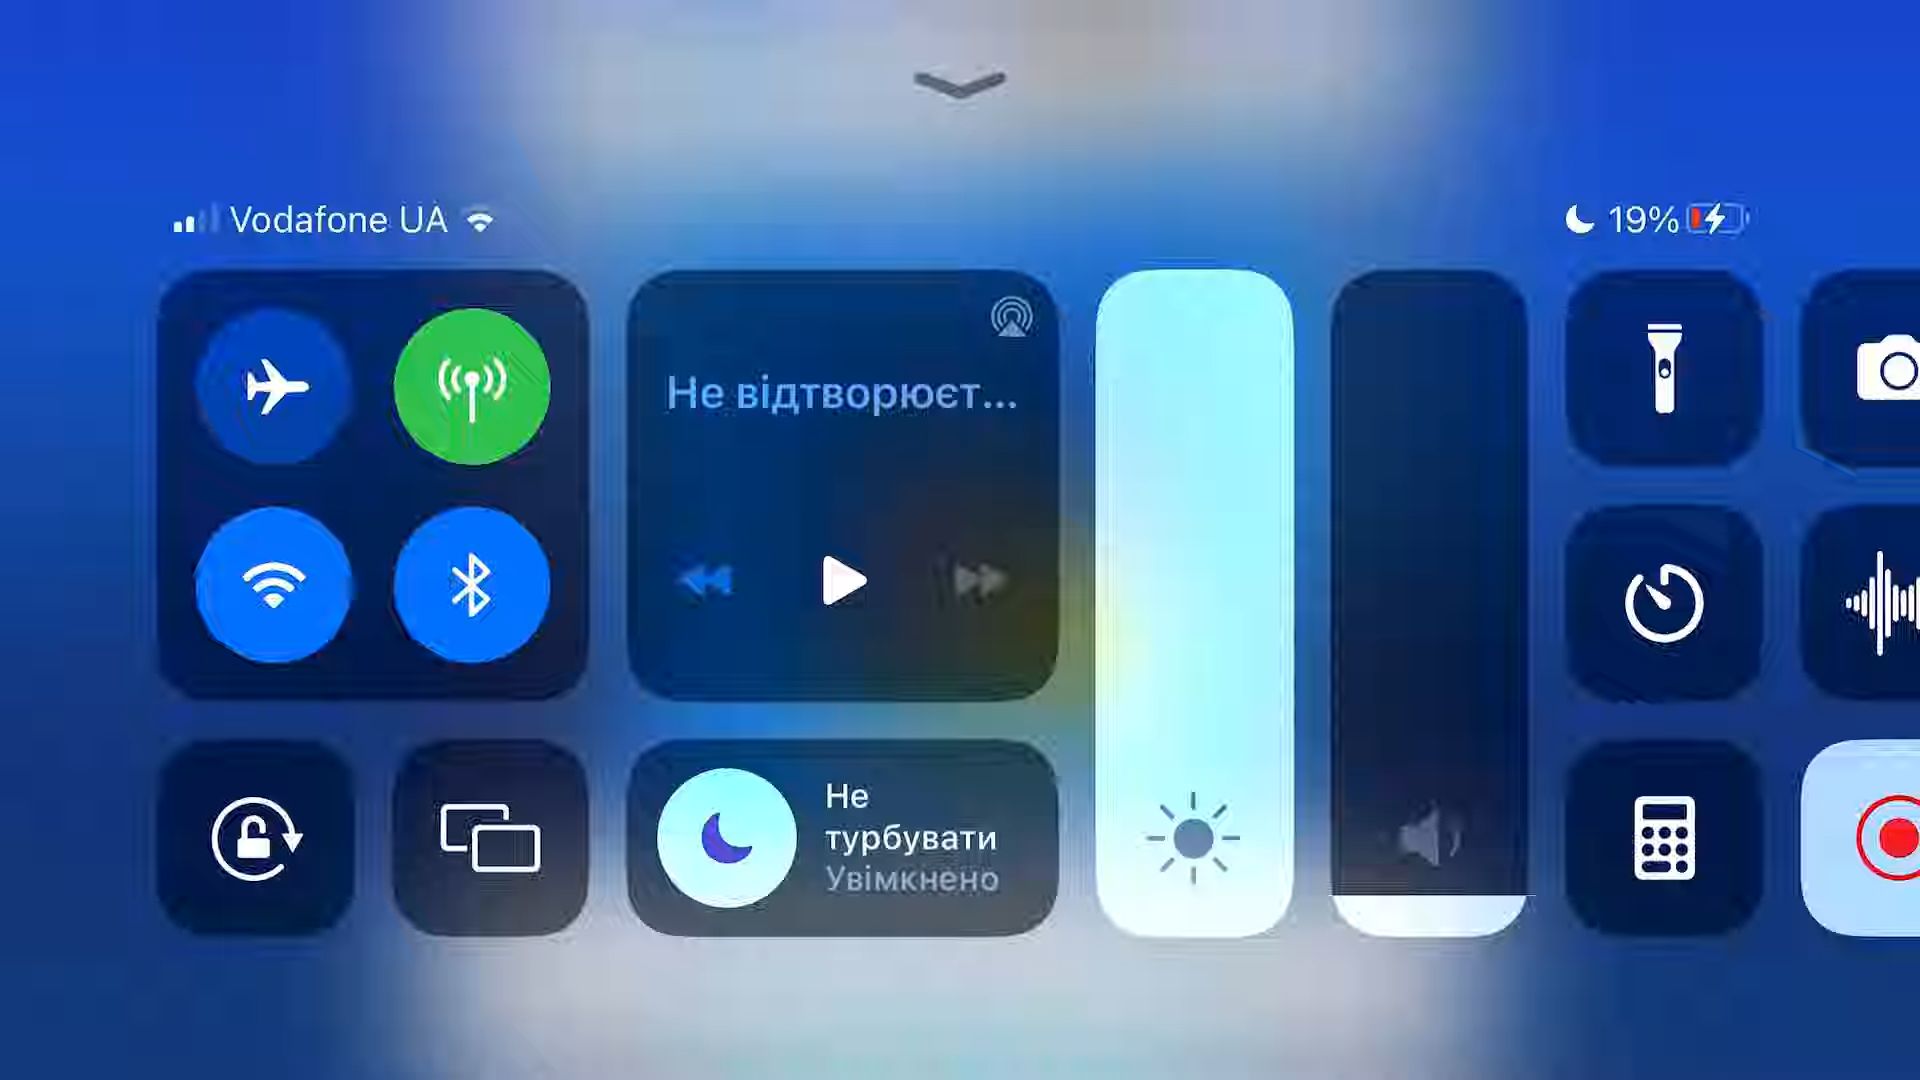 Vodafone UA
19%
Не відтворюєт...
Не
турбувати
Увімкнено